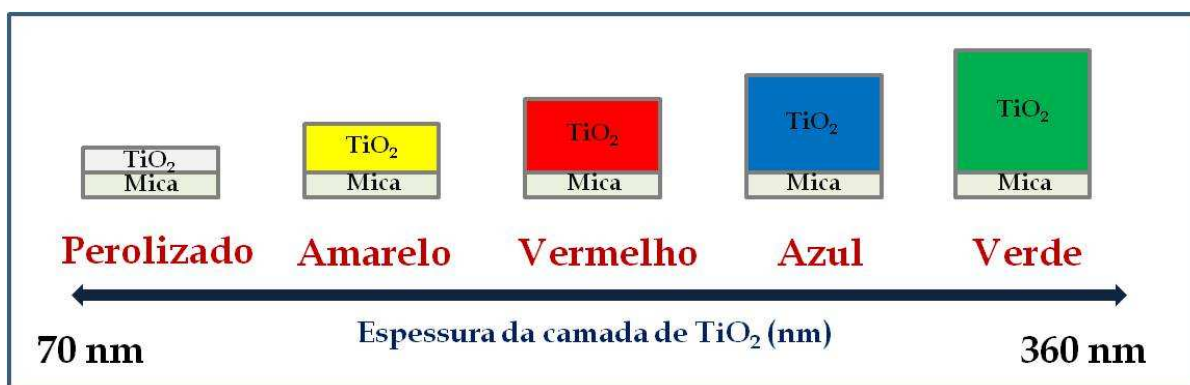 TiO₂
Mica
TiO₂
Mica
TiO₂
Mica
TiO₂
Mica
TiO₂
Mica
Perolizado Amarelo Vermelho Azul Verde
Espessura da camada de TiO₂ (nm)
70 nm 360 nm